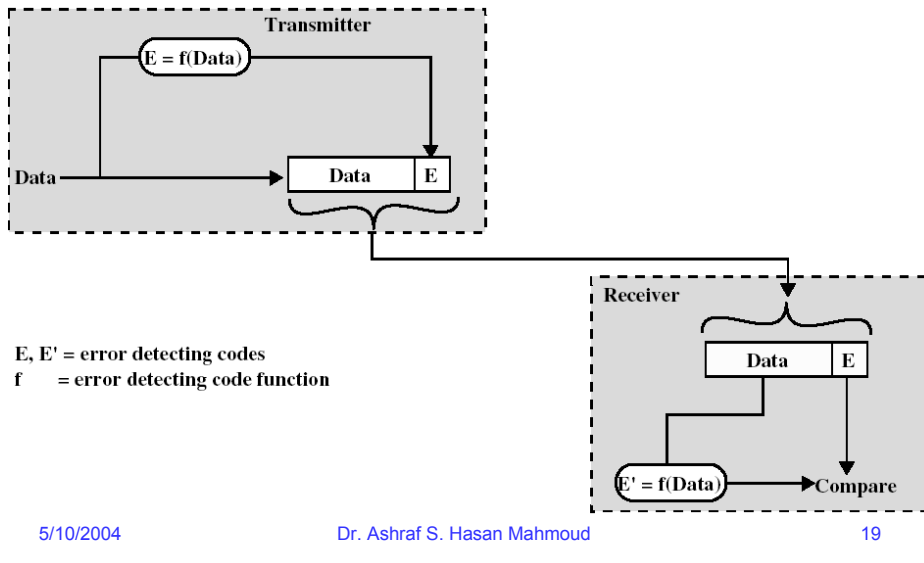 Transmitter
E = f(Data)
Data
Data E
Receiver
E, E' = error detecting codes
f = error detecting code function
Data E
E' = f(Data)
Compare
5/10/2004 Dr. Ashraf S. Hasan Mahmoud 19